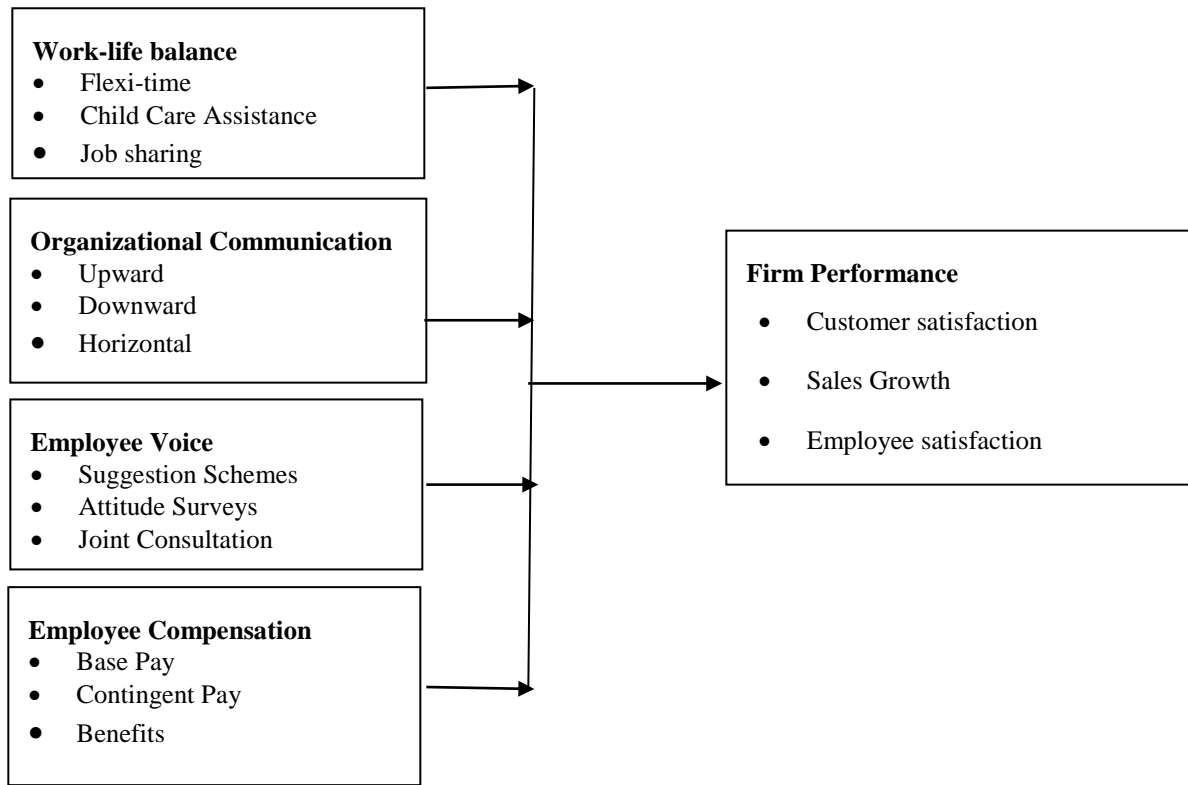 Work-life balance
• Flexi-time
• Child Care Assistance
• Job sharing
Organizational Communication
• Upward
• Downward
• Horizontal
Employee Voice
• Suggestion Schemes
• Attitude Surveys
• Joint Consultation
Employee Compensation
• Base Pay
• Contingent Pay
• Benefits
Firm Performance
• Customer satisfaction
• Sales Growth
• Employee satisfaction